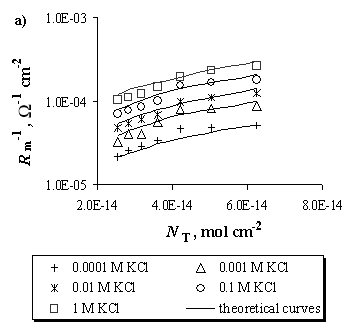 a)
1.0E-03
1.0E-04
1.0E-05
Rm-1, Ω-1 cm-2
2.0E-14 4.0E-14 6.0E-14 8.0E-14
NT, mol cm-2
0.0001 M KCl 0.001 M KCl
0.01 M KCl 0.1 M KCl
1 M KCl theoretical curves